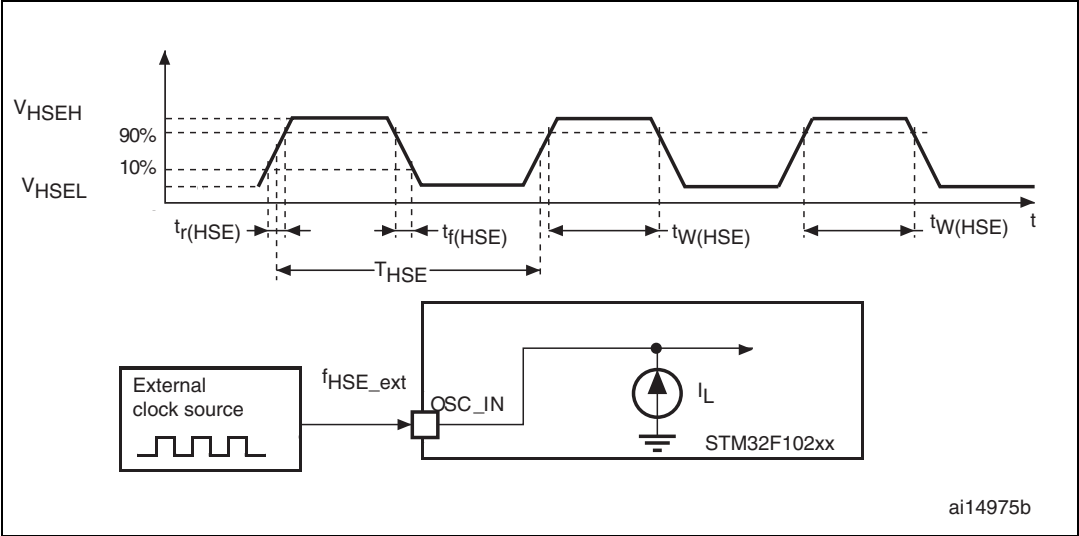 VHSEH
90%
10%
VHSEL
tr(HSE)
tf(HSE)
tW(HSE)
tW(HSE)
t
THSE
External
clock source
fHSE_ext
OSC_IN
IL
STM32F102xx
ai14975b